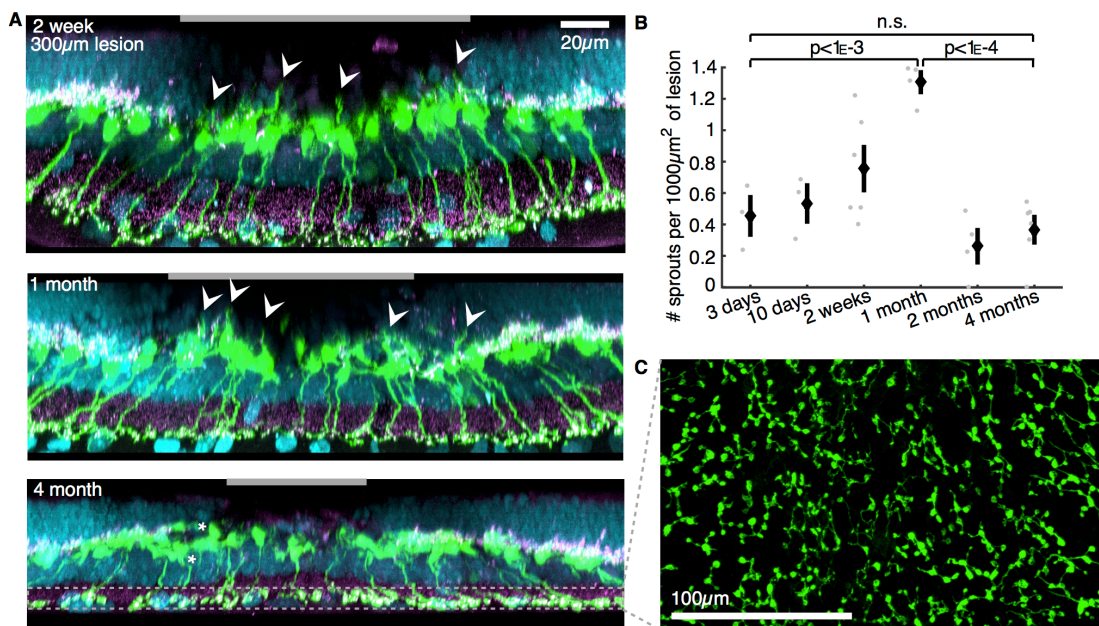 A
2 week
300µm lesion
20µm
1 month
4 month
*
*
B
n.s.
p<1E-3
p<1E-4
# sprouts per 1000µm² of lesion
1.4
1.2
1
0.8
0.6
0.4
0.2
0
3 days
10 days
2 weeks
1 month
2 months
4 months
C
100µm